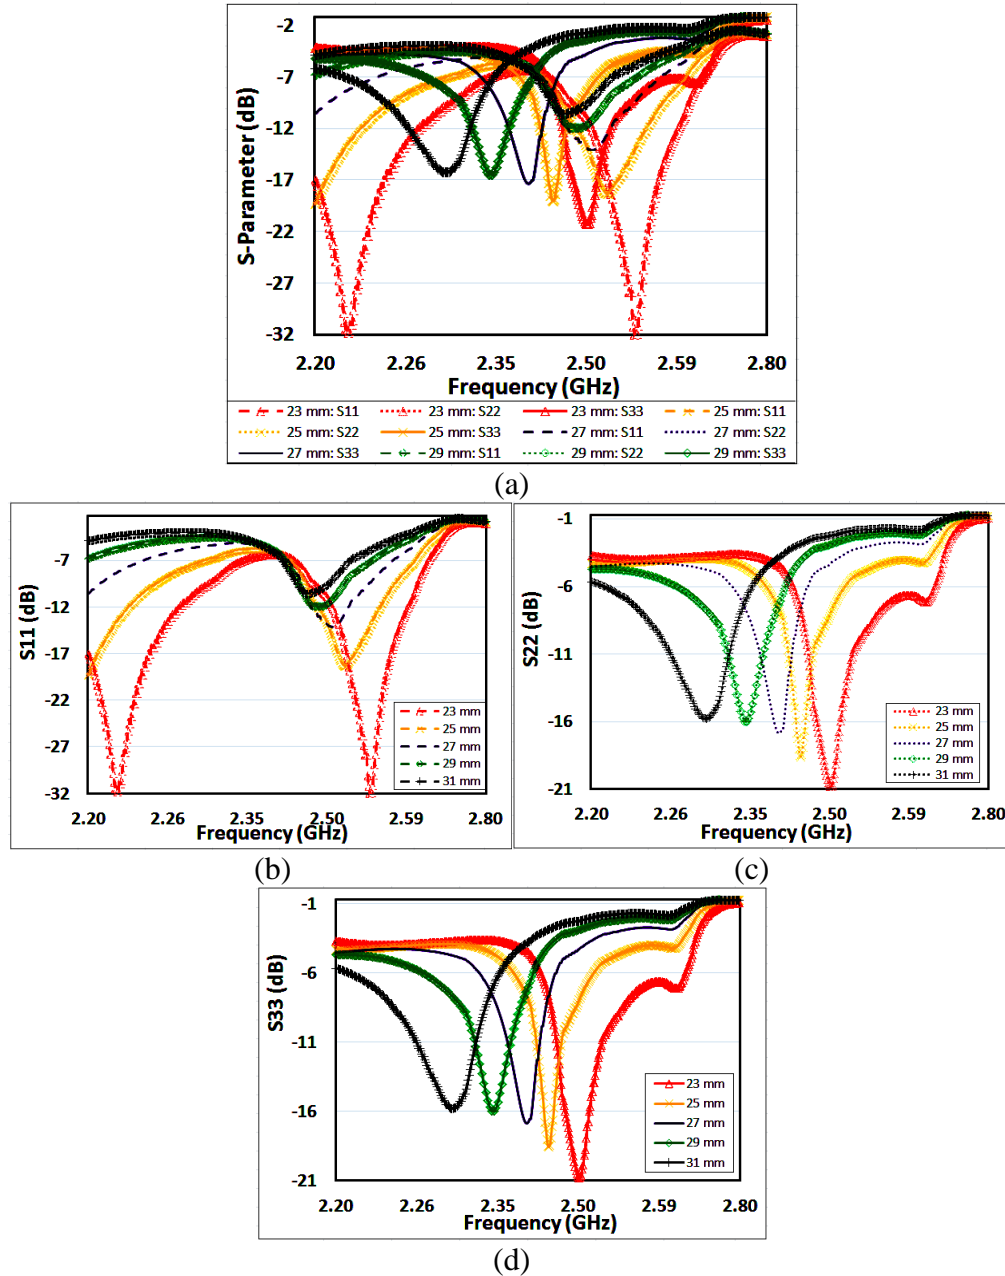 -2
-7
-12
-17
-22
-27
-32
S-Parameter (dB)
2.20 2.26 2.35 2.50 2.59 2.80
Frequency (GHz)
23 mm: S11 23 mm: S22 23 mm: S33 25 mm: S11
25 mm: S22 25 mm: S33 27 mm: S11 27 mm: S22
27 mm: S33 29 mm: S11 29 mm: S22 29 mm: S33
(a)
-7
-12
-17
-22
-27
-32
S11 (dB)
23 mm
25 mm
27 mm
29 mm
31 mm
2.20 2.26 2.35 2.50 2.59 2.80
Frequency (GHz)
(b)
-1
-6
-11
-16
-21
S22 (dB)
23 mm
25 mm
27 mm
29 mm
31 mm
2.20 2.26 2.35 2.50 2.59 2.80
Frequency (GHz)
(c)
-1
-6
-11
-16
-21
S33 (dB)
23 mm
25 mm
27 mm
29 mm
31 mm
2.20 2.26 2.35 2.50 2.59 2.80
Frequency (GHz)
(d)